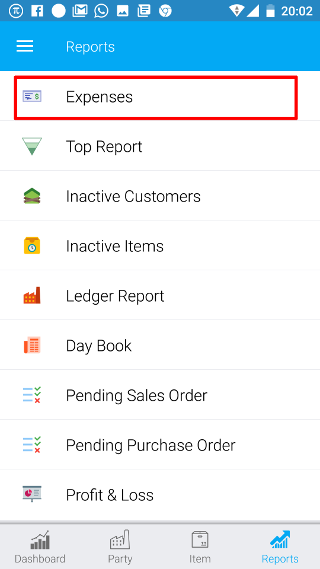 20:02
Reports
Expenses
Top Report
Inactive Customers
Inactive Items
Ledger Report
Day Book
Pending Sales Order
Pending Purchase Order
Profit & Loss
Dashboard
Party
Item
Reports